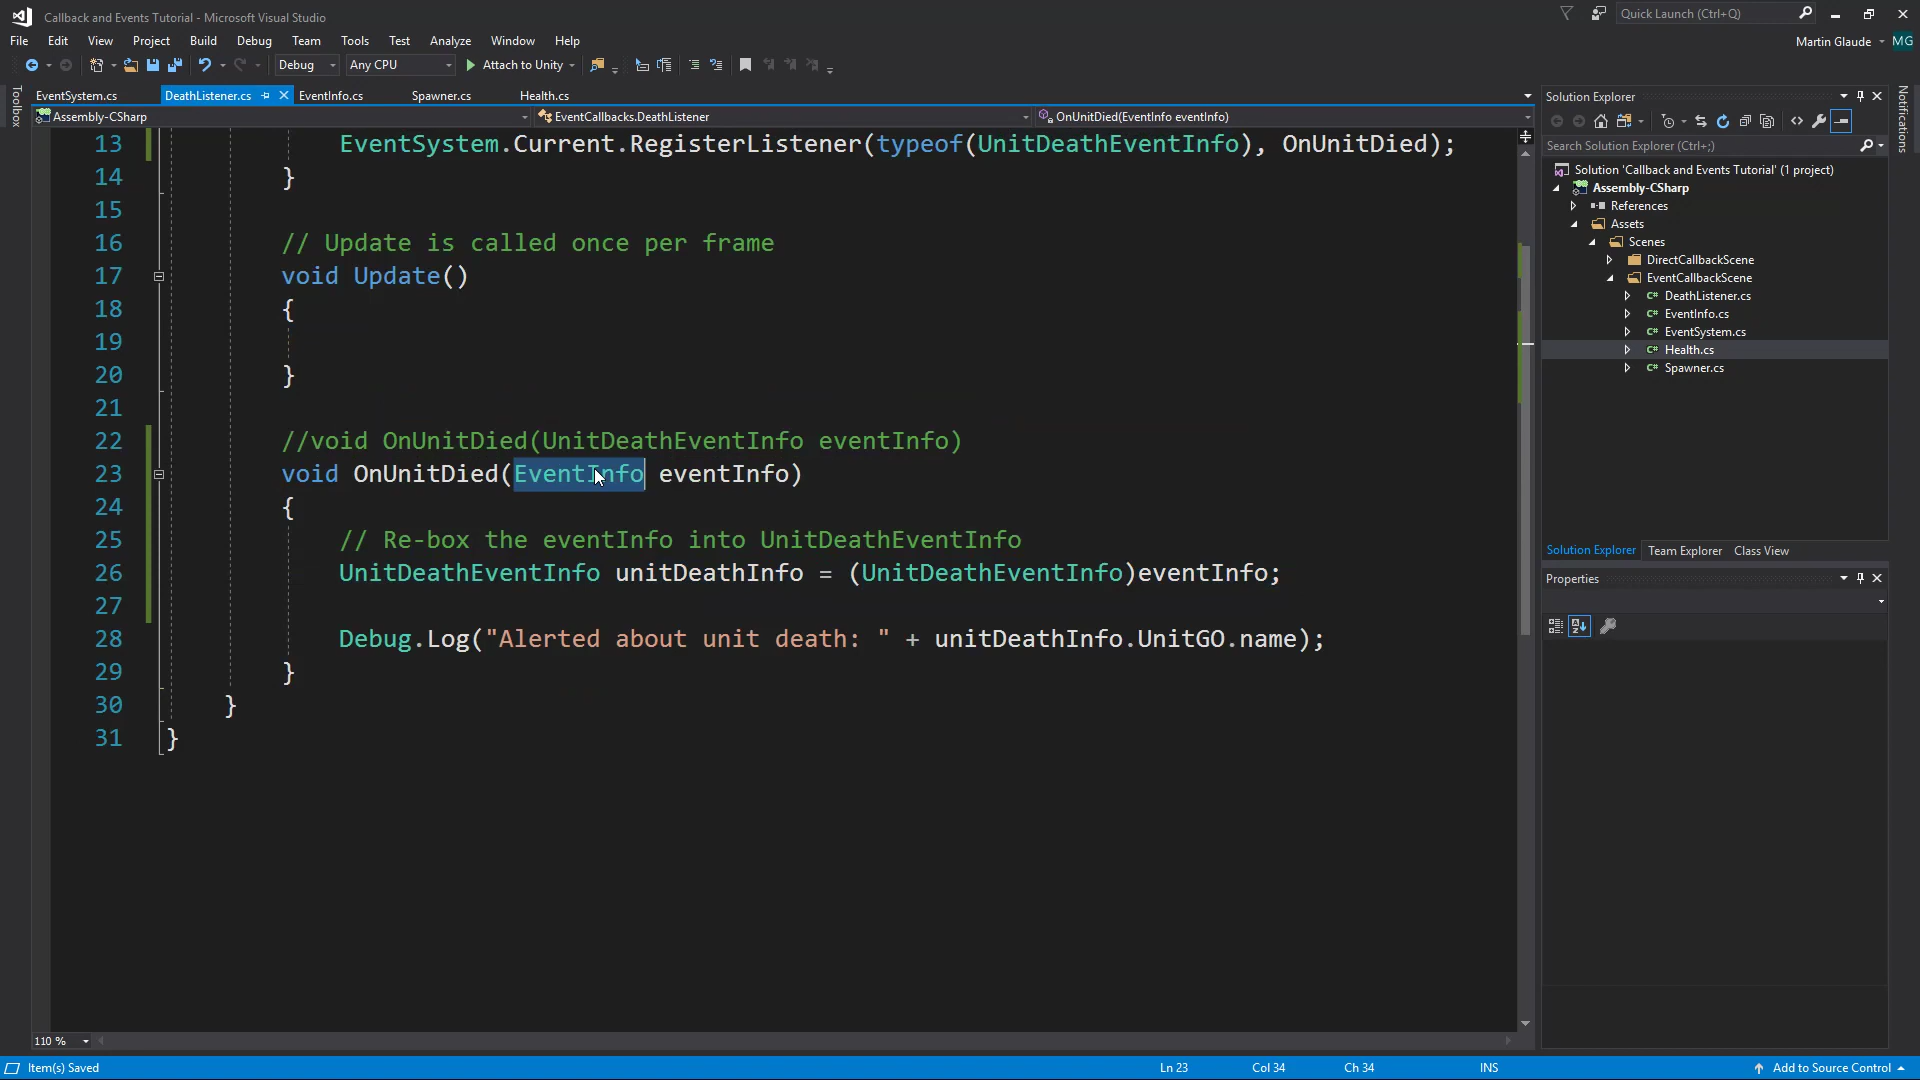 Callback and Events Tutorial - Microsoft Visual Studio
Quick Launch (Ctrl+Q)
File Edit View Project Build Debug Team Tools Test Analyze Window Help
Martin Glaude MG
Debug Any CPU Attach to Unity
Toolbox
EventSystem.cs DeathListener.cs EventInfo.cs Spawner.cs Health.cs
Assembly-CSharp EventCallbacks.DeathListener OnUnitDied(EventInfo eventInfo)
13 EventSystem.Current.RegisterListener(typeof(UnitDeathEventInfo), OnUnitDied);
14 }
15
16 // Update is called once per frame
17 void Update()
18 {
19
20 }
21
22 //void OnUnitDied(UnitDeathEventInfo eventInfo)
23 void OnUnitDied(EventInfo eventInfo)
24 {
25 // Re-box the eventInfo into UnitDeathEventInfo
26 UnitDeathEventInfo unitDeathInfo = (UnitDeathEventInfo)eventInfo;
27
28 Debug.Log("Alerted about unit death: " + unitDeathInfo.UnitGO.name);
29 }
30 }
31 }
110 %
Solution Explorer
Search Solution Explorer (Ctrl+;)
Solution 'Callback and Events Tutorial' (1 project)
Assembly-CSharp
References
Assets
Scenes
DirectCallbackScene
EventCallbackScene
C# DeathListener.cs
C# EventInfo.cs
C# EventSystem.cs
C# Health.cs
C# Spawner.cs
Solution Explorer Team Explorer Class View
Properties
Notifications
Item(s) Saved Ln 23 Col 34 Ch 34 INS Add to Source Control